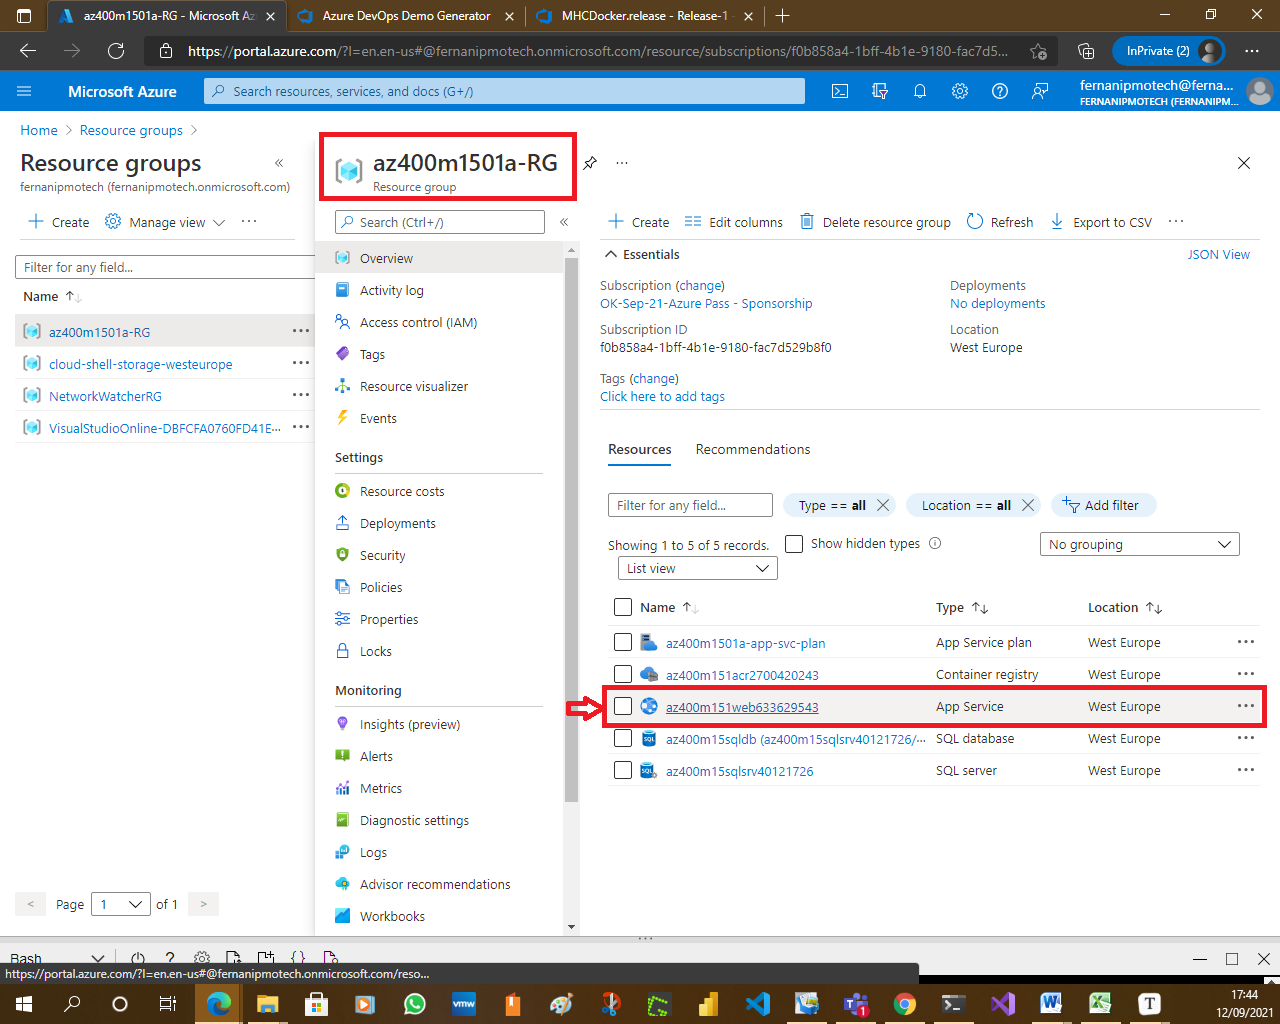 az400m1501a-RG - Microsoft Az
Azure DevOps Demo Generator
MHCDocker.release - Release-1 -
https://portal.azure.com/?l=en.en-us#@fernanipmotech.onmicrosoft.com/resource/subscriptions/f0b858a4-1bff-4b1e-9180-fac7d5...
InPrivate (2)
Microsoft Azure
Search resources, services, and docs (G+/)
fernanipmotech@ferna...
FERNANIPMOTECH (FERNANIPM...
Home > Resource groups >
Resource groups
fernanipmotech (fernanipmotech.onmicrosoft.com)
Create
Manage view
Filter for any field...
Name
az400m1501a-RG
cloud-shell-storage-westeurope
NetworkWatcherRG
VisualStudioOnline-DBFCFA0760FD41E...
< Page 1 of 1 >
az400m1501a-RG
Resource group
Search (Ctrl+/)
Overview
Activity log
Access control (IAM)
Tags
Resource visualizer
Events
Settings
Resource costs
Deployments
Security
Policies
Properties
Locks
Monitoring
Insights (preview)
Alerts
Metrics
Diagnostic settings
Logs
Advisor recommendations
Workbooks
Create
Edit columns
Delete resource group
Refresh
Export to CSV
Essentials
JSON View
Subscription (change)
OK-Sep-21-Azure Pass - Sponsorship
Subscription ID
f0b858a4-1bff-4b1e-9180-fac7d529b8f0
Tags (change)
Click here to add tags
Deployments
No deployments
Location
West Europe
Resources
Recommendations
Filter for any field...
Type == all
Location == all
Add filter
Showing 1 to 5 of 5 records.
Show hidden types
No grouping
List view
Name Type Location
az400m1501a-app-svc-plan App Service plan West Europe
az400m151acr2700420243 Container registry West Europe
az400m151web633629543 App Service West Europe
az400m15sqldb (az400m15sqlsrv40121726/... SQL database West Europe
az400m15sqlsrv40121726 SQL server West Europe
Bash
https://portal.azure.com/?l=en.en-us#@fernanipmotech.onmicrosoft.com/reso...
17:44
12/09/2021